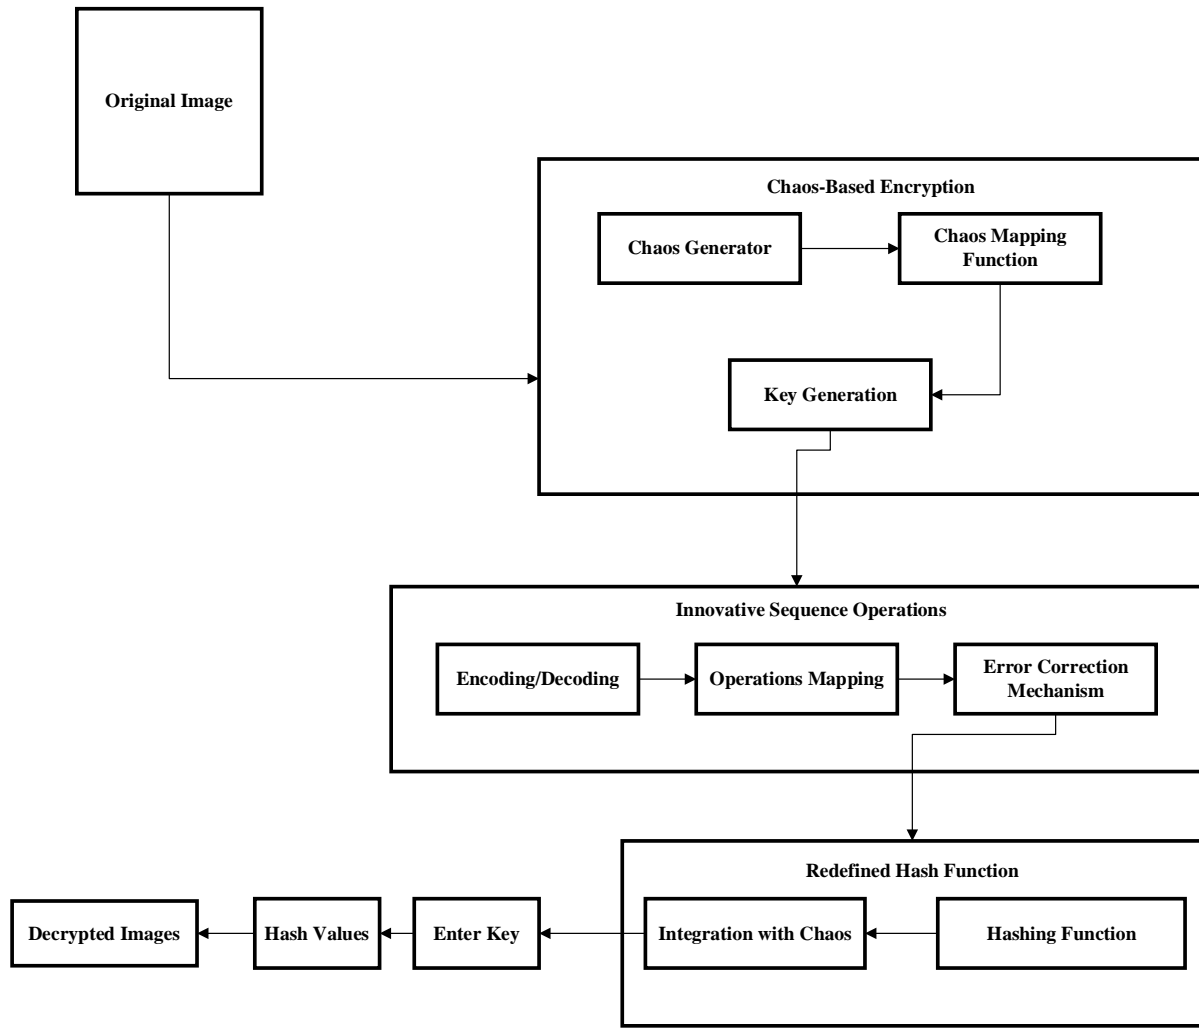 Original Image
Chaos-Based Encryption
Chaos Generator
Chaos Mapping
Function
Key Generation
Innovative Sequence Operations
Encoding/Decoding
Operations Mapping
Error Correction
Mechanism
Redefined Hash Function
Decrypted Images
Hash Values
Enter Key
Integration with Chaos
Hashing Function